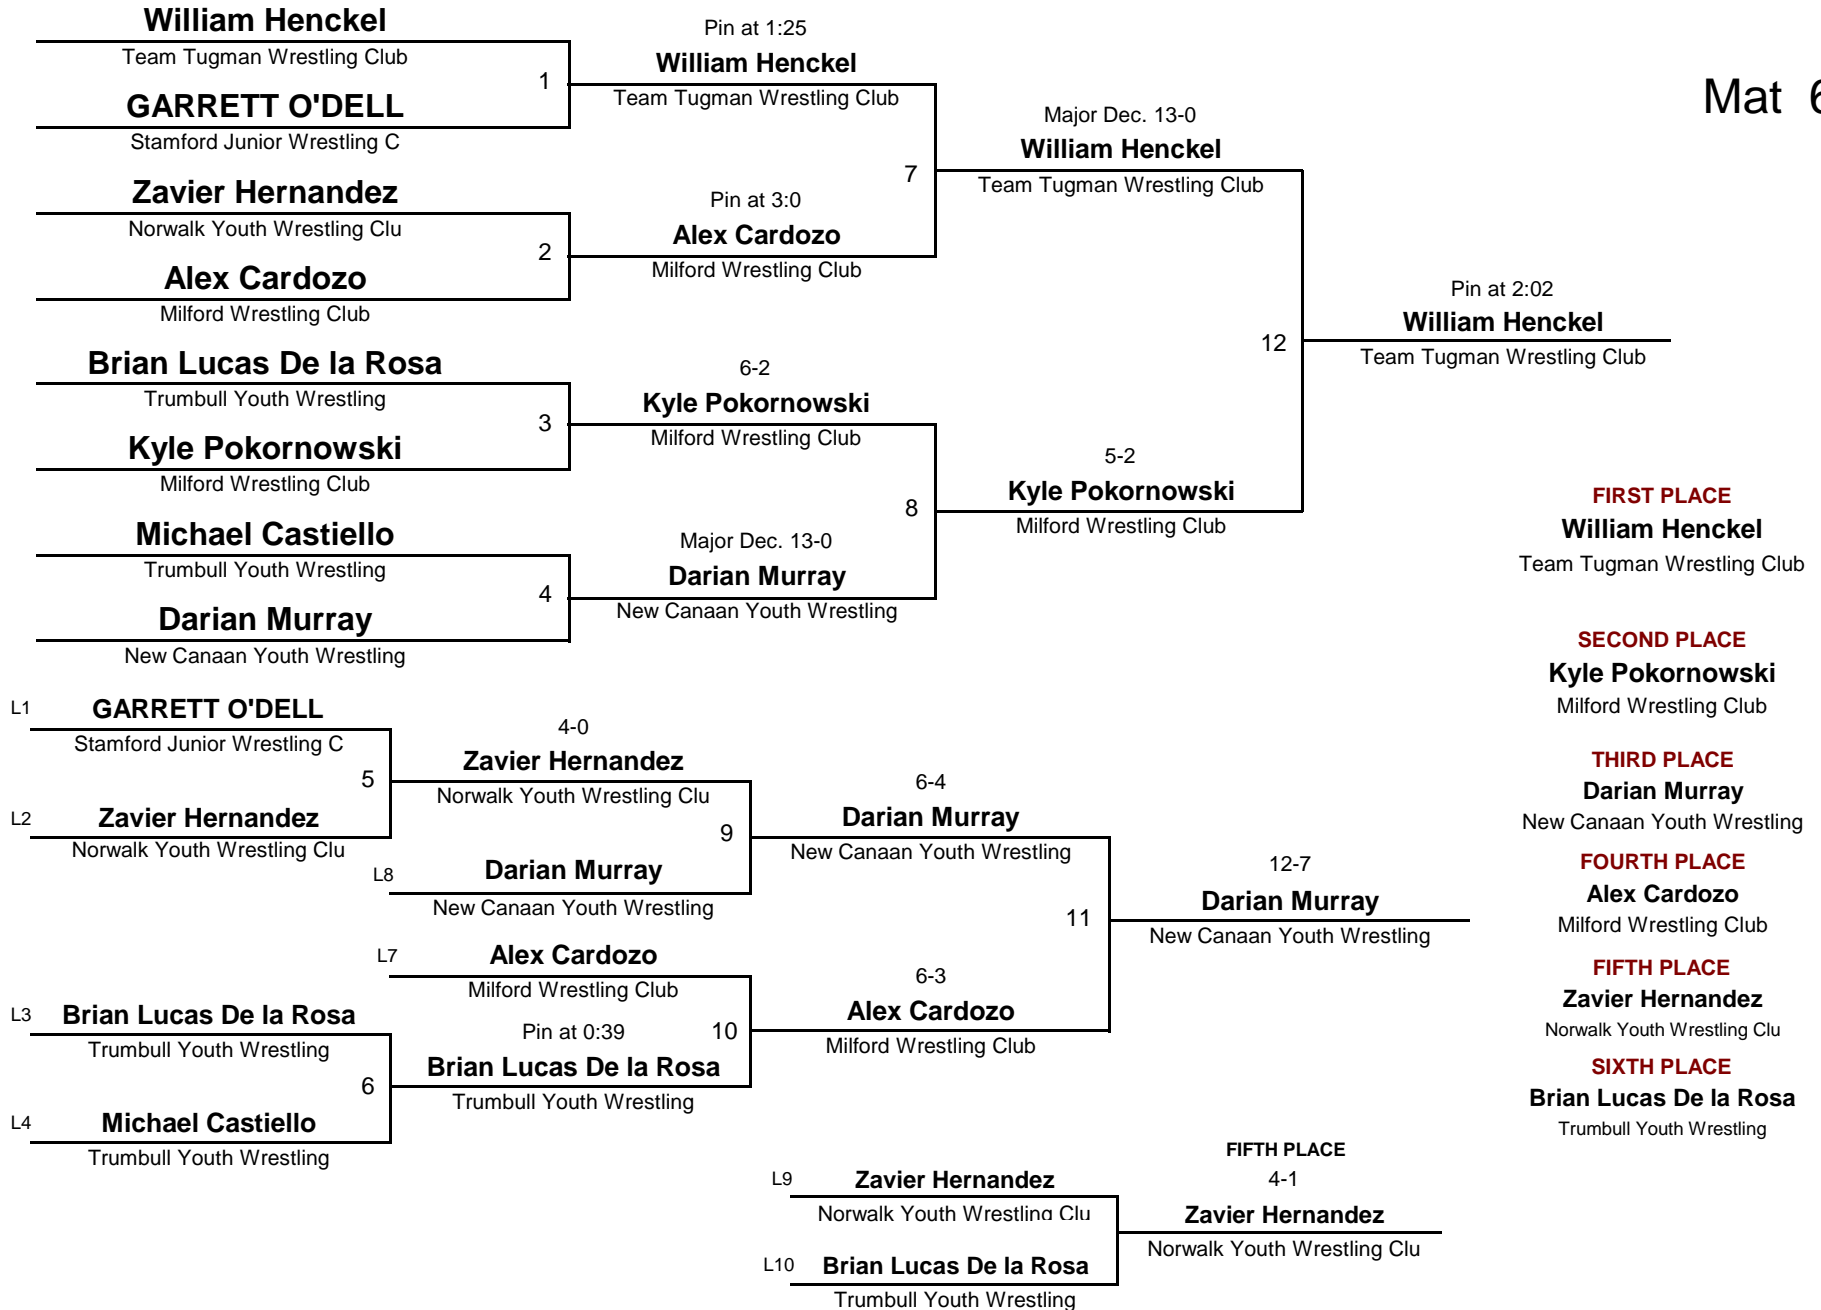 William Henckel
Team Tugman Wrestling Club
1
GARRETT O'DELL
Stamford Junior Wrestling C
Zavier Hernandez
Norwalk Youth Wrestling Clu
2
Alex Cardozo
Milford Wrestling Club
Brian Lucas De la Rosa
Trumbull Youth Wrestling
3
Kyle Pokornowski
Milford Wrestling Club
Michael Castiello
Trumbull Youth Wrestling
4
Darian Murray
New Canaan Youth Wrestling
Pin at 1:25
William Henckel
Team Tugman Wrestling Club
7
Pin at 3:0
Alex Cardozo
Milford Wrestling Club
6-2
Kyle Pokornowski
Milford Wrestling Club
8
Major Dec. 13-0
Darian Murray
New Canaan Youth Wrestling
Major Dec. 13-0
William Henckel
Team Tugman Wrestling Club
12
5-2
Kyle Pokornowski
Milford Wrestling Club
Pin at 2:02
William Henckel
Team Tugman Wrestling Club
Mat 6
L1 GARRETT O'DELL
Stamford Junior Wrestling C
5
L2 Zavier Hernandez
Norwalk Youth Wrestling Clu
L3 Brian Lucas De la Rosa
Trumbull Youth Wrestling
6
L4 Michael Castiello
Trumbull Youth Wrestling
4-0
Zavier Hernandez
Norwalk Youth Wrestling Clu
9
L8 Darian Murray
New Canaan Youth Wrestling
L7 Alex Cardozo
Milford Wrestling Club
10
Pin at 0:39
Brian Lucas De la Rosa
Trumbull Youth Wrestling
6-4
Darian Murray
New Canaan Youth Wrestling
11
6-3
Alex Cardozo
Milford Wrestling Club
12-7
Darian Murray
New Canaan Youth Wrestling
L9 Zavier Hernandez
Norwalk Youth Wrestling Clu
L10 Brian Lucas De la Rosa
Trumbull Youth Wrestling
FIFTH PLACE
4-1
Zavier Hernandez
Norwalk Youth Wrestling Clu
FIRST PLACE
William Henckel
Team Tugman Wrestling Club
SECOND PLACE
Kyle Pokornowski
Milford Wrestling Club
THIRD PLACE
Darian Murray
New Canaan Youth Wrestling
FOURTH PLACE
Alex Cardozo
Milford Wrestling Club
FIFTH PLACE
Zavier Hernandez
Norwalk Youth Wrestling Clu
SIXTH PLACE
Brian Lucas De la Rosa
Trumbull Youth Wrestling